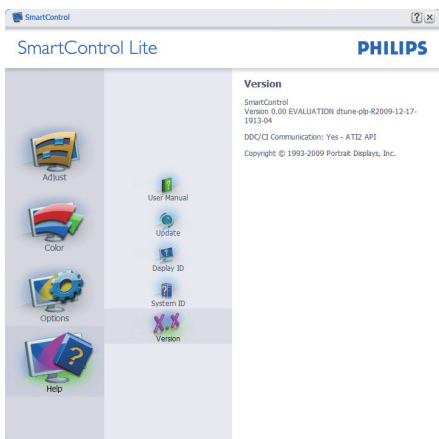 SmartControl
SmartControl Lite
PHILIPS
Adjust
Color
Options
Help
User Manual
Update
Display ID
System ID
Version
Version
SmartControl
Version 0.00 EVALUATION dtune-plp-R2009-12-17-
1913-04
DDC/CI Communication: Yes - ATI2 API
Copyright © 1993-2009 Portrait Displays, Inc.